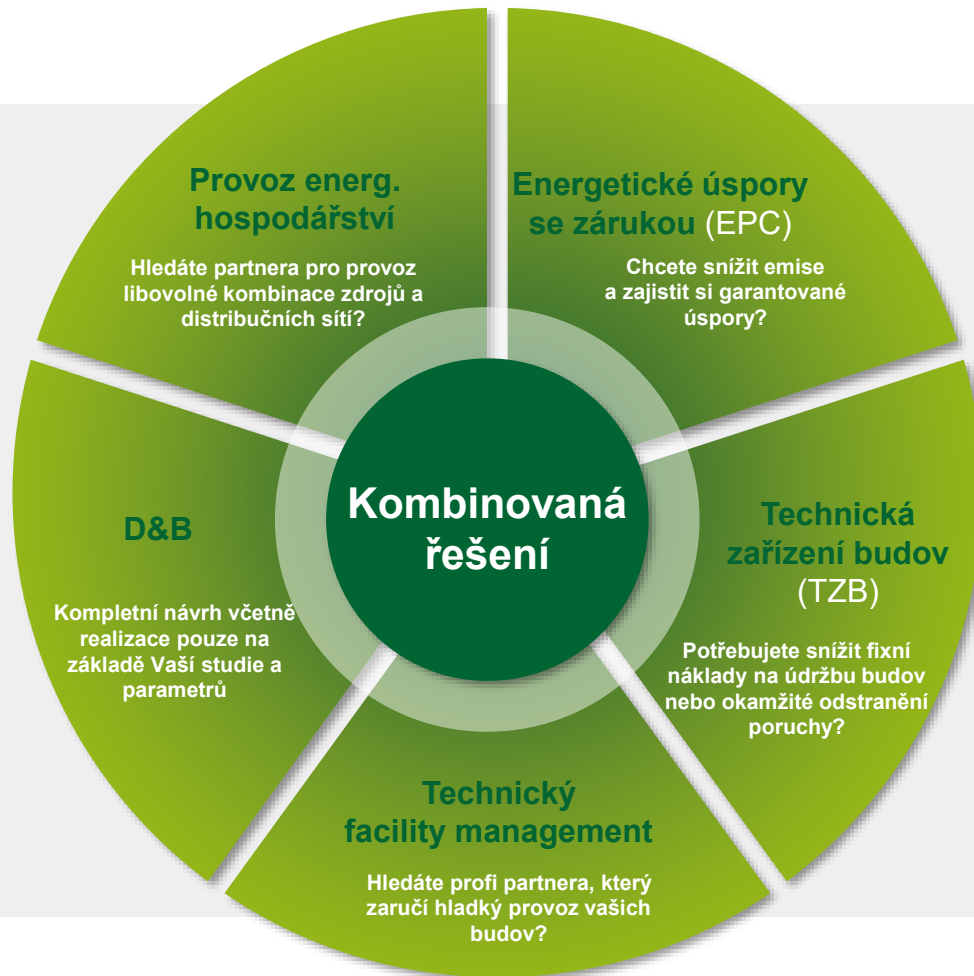 Provoz energ.
hospodářství
Hledáte partnera pro provoz
libovolné kombinace zdrojů a
distribučních sítí?
Energetické úspory
se zárukou (EPC)
Chcete snížit emise
a zajistit si garantované
úspory?
Kombinovaná
řešení
D&B
Kompletní návrh včetně
realizace pouze na
základě Vaší studie a
parametrů
Technická
zařízení budov
(TZB)
Potřebujete snížit fixní
náklady na údržbu budov
nebo okamžité odstranění
poruchy?
Technický
facility management
Hledáte profi partnera, který
zaručí hladký provoz vašich
budov?